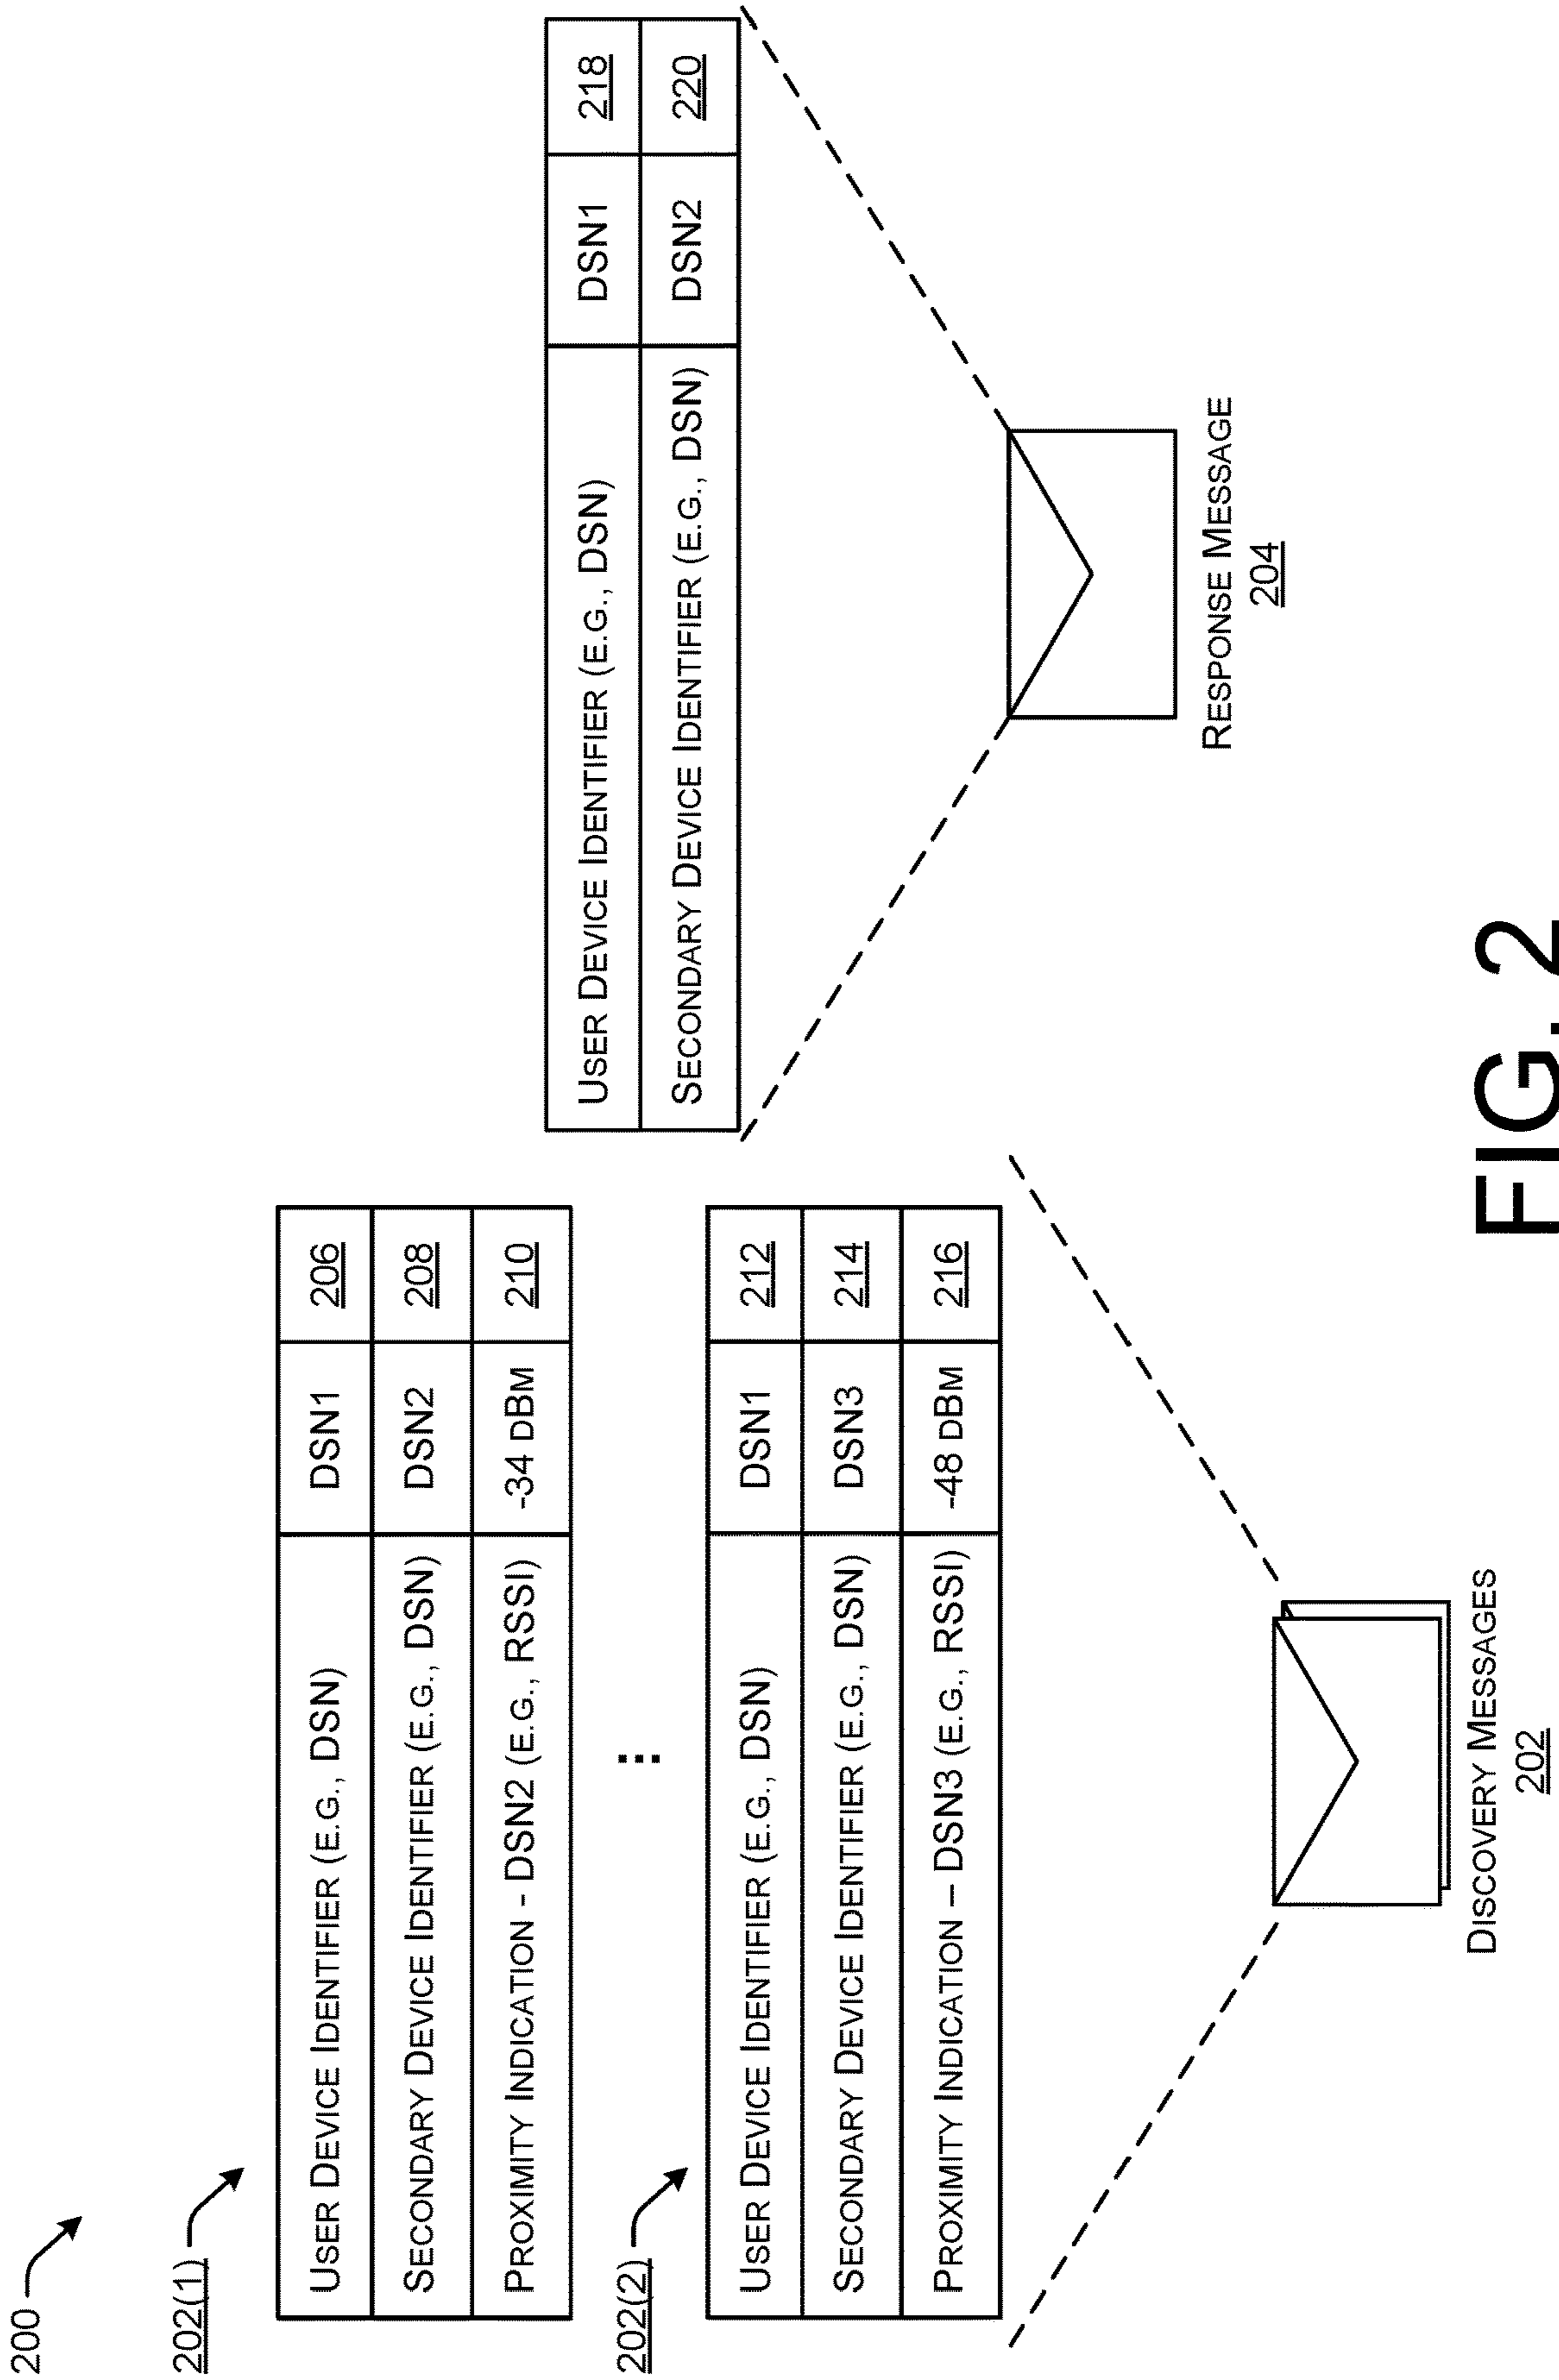 200
202(1)
USER DEVICE IDENTIFIER (E.G., DSN) DSN1 206
SECONDARY DEVICE IDENTIFIER (E.G., DSN) DSN2 208
PROXIMITY INDICATION - DSN2 (E.G., RSSI) -34 DBM 210
...
202(2)
USER DEVICE IDENTIFIER (E.G., DSN) DSN1 212
SECONDARY DEVICE IDENTIFIER (E.G., DSN) DSN3 214
PROXIMITY INDICATION – DSN3 (E.G., RSSI) -48 DBM 216
DISCOVERY MESSAGES
202
USER DEVICE IDENTIFIER (E.G., DSN) DSN1 218
SECONDARY DEVICE IDENTIFIER (E.G., DSN) DSN2 220
RESPONSE MESSAGE
204
FIG. 2